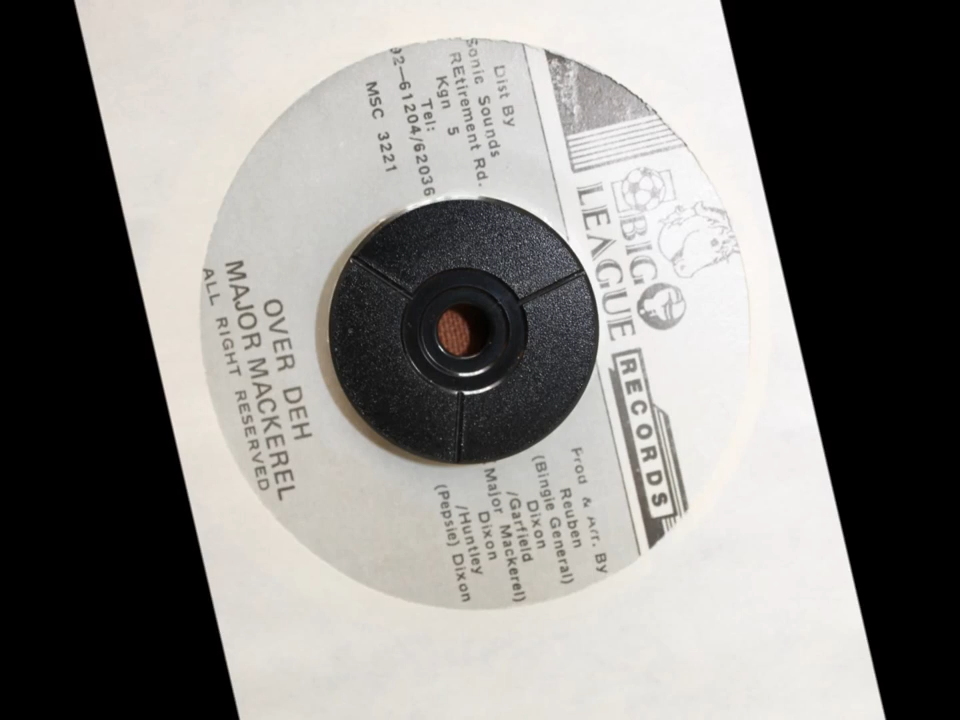 BIG
LEAGUE
RECORDS
Dist By
Sonic Sounds
REtirement Rd.
Kgn 5
Tel:
92-61204/62036
MSC 3221
Prod & Arr. By
Reuben
(Bingie General)
Dixon
/Garfield
Major Mackerel)
Dixon
/Huntley
(Pepsie) Dixon
OVER DEH
MAJOR MACKEREL
ALL RIGHT RESERVED